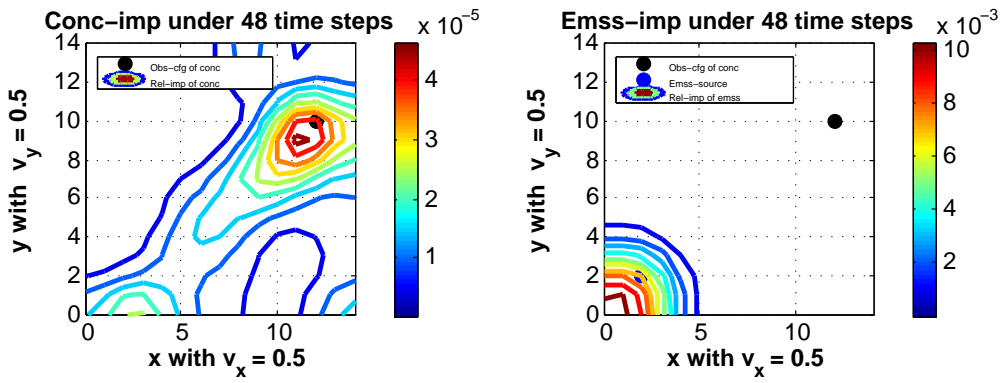 Conc−imp under 48 time steps
x 10−5
14
12
10
8
6
4
2
0
0
5
10
y with v_y = 0.5
x with v_x = 0.5
Obs−cfg of conc
Rel−imp of conc
4
3
2
1
Emss−imp under 48 time steps
x 10−3
14
12
10
8
6
4
2
0
0
5
10
y with v_y = 0.5
x with v_x = 0.5
Obs−cfg of conc
Emss−source
Rel−imp of emss
10
8
6
4
2